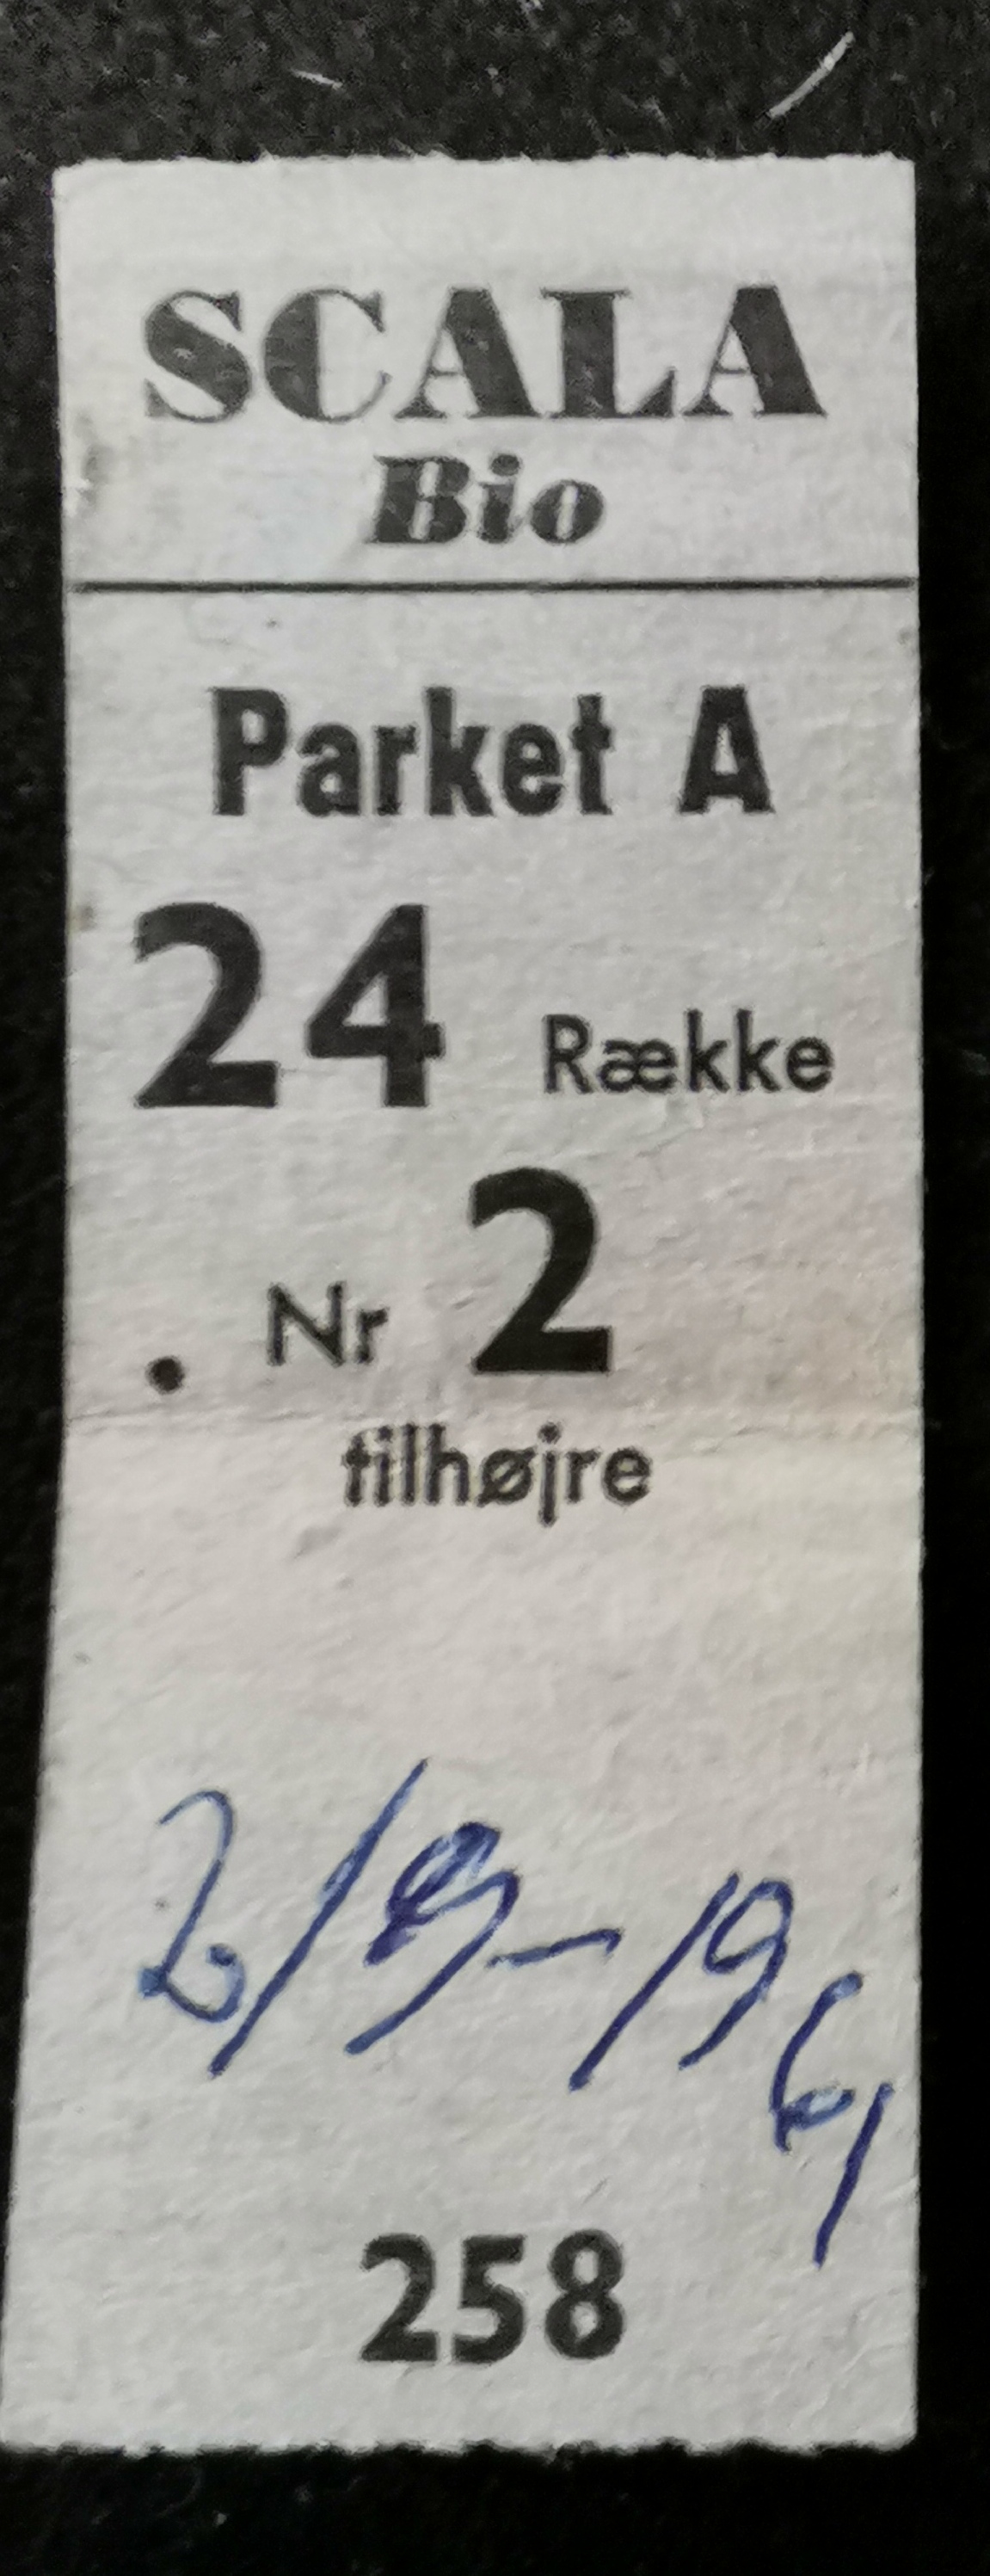 SCALA
Bio
Parket A
24 Række
Nr 2
tilhøjre
2/9-1961
258